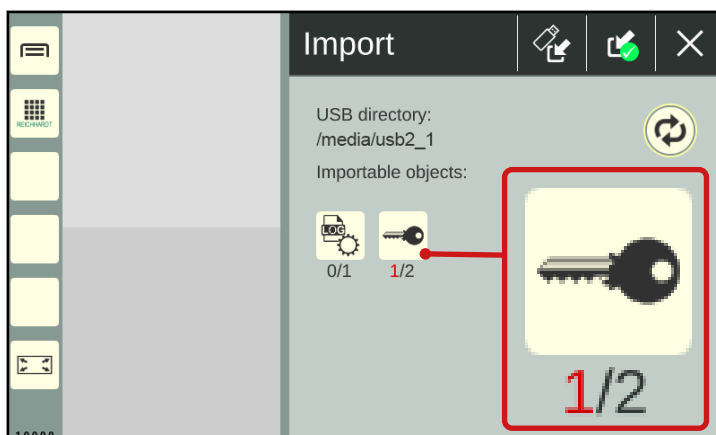 Import
REICHHARDT
USB directory:
/media/usb2_1
Importable objects:
LOG
0/1
1/2
1/2